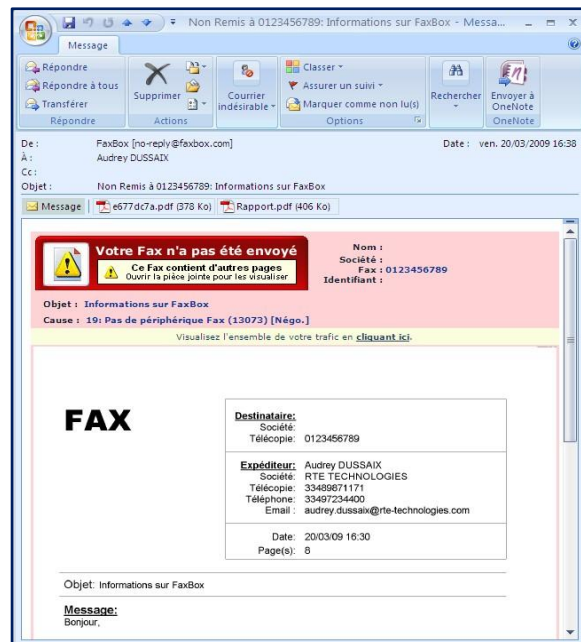 Non Remis à 0123456789: Informations sur FaxBox - Messa...
Message
Répondre
Répondre à tous
Transférer
Répondre
Supprimer
Actions
Courrier
indésirable
Classer
Assurer un suivi
Marquer comme non lu(s)
Options
Rechercher
Envoyer à
OneNote
OneNote
De : FaxBox [no-reply@faxbox.com] Date : ven. 20/03/2009 16:38
À : Audrey DUSSAIX
Cc :
Objet : Non Remis à 0123456789: Informations sur FaxBox
Message e677dc7a.pdf (378 Ko) Rapport.pdf (406 Ko)
Votre Fax n'a pas été envoyé
Ce Fax contient d'autres pages
Ouvrir la pièce jointe pour les visualiser
Nom :
Société :
Fax : 0123456789
Identifiant :
Objet : Informations sur FaxBox
Cause : 19: Pas de périphérique Fax (13073) [Négo.]
Visualisez l'ensemble de votre trafic en cliquant ici.
FAX
Destinataire:
Société:
Télécopie: 0123456789
Expéditeur: Audrey DUSSAIX
Société: RTE TECHNOLOGIES
Télécopie: 33489871171
Téléphone: 33497234400
Email : audrey.dussaix@rte-technologies.com
Date: 20/03/09 16:30
Page(s): 8
Objet: Informations sur FaxBox
Message:
Bonjour,